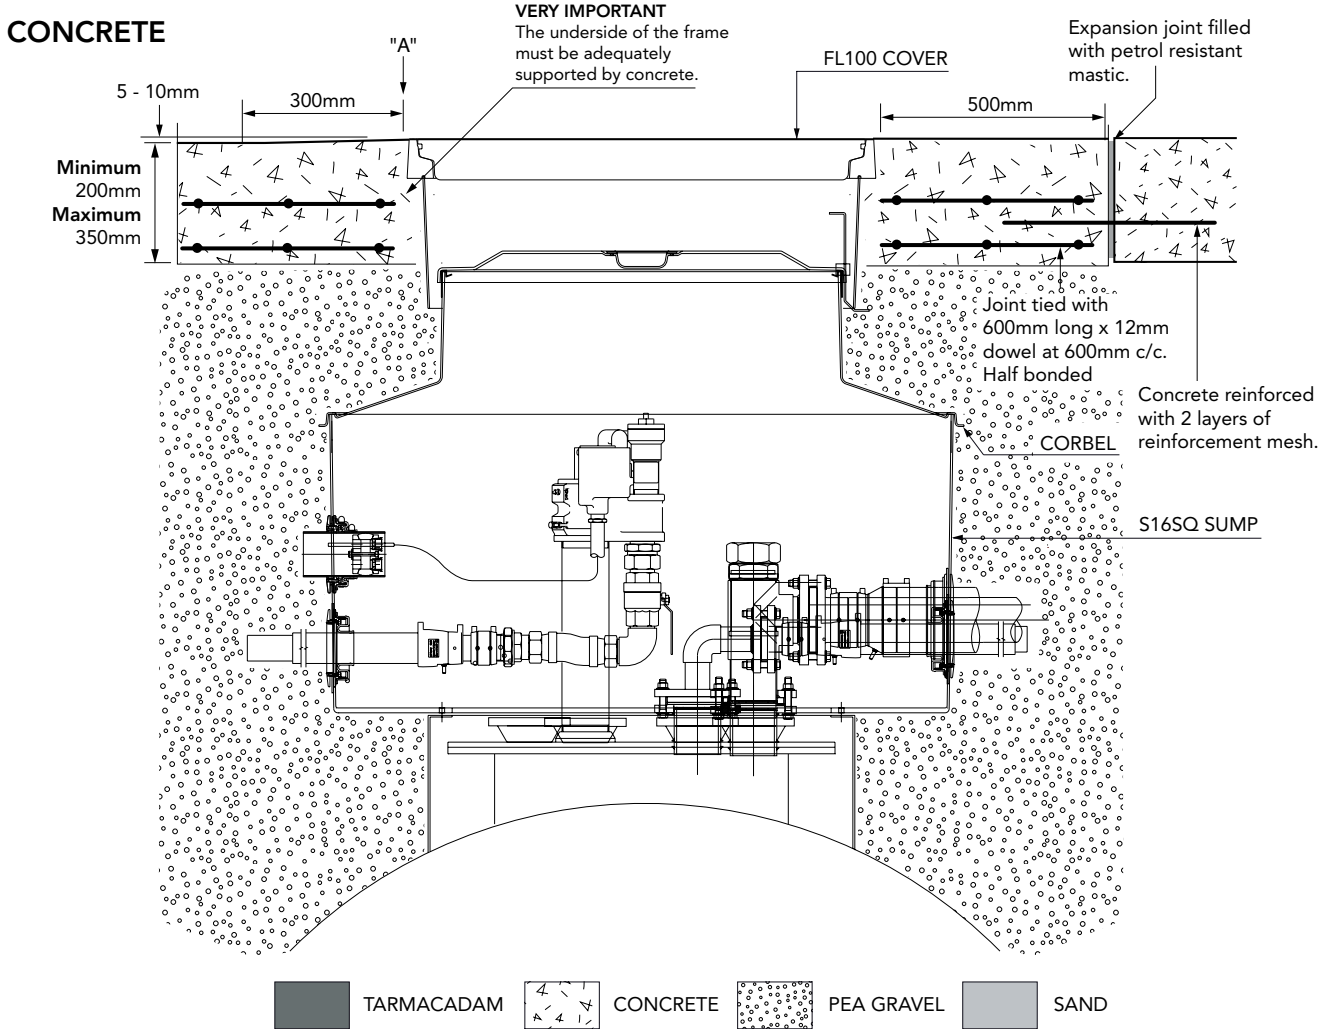 CONCRETE
VERY IMPORTANT
The underside of the frame
must be adequately
supported by concrete.
"A"
FL100 COVER
Expansion joint filled
with petrol resistant
mastic.
5 - 10mm
300mm
500mm
Minimum
200mm
Maximum
350mm
Joint tied with
600mm long x 12mm
dowel at 600mm c/c.
Half bonded
Concrete reinforced
with 2 layers of
reinforcement mesh.
CORBEL
S16SQ SUMP
TARMACADAM
CONCRETE
PEA GRAVEL
SAND